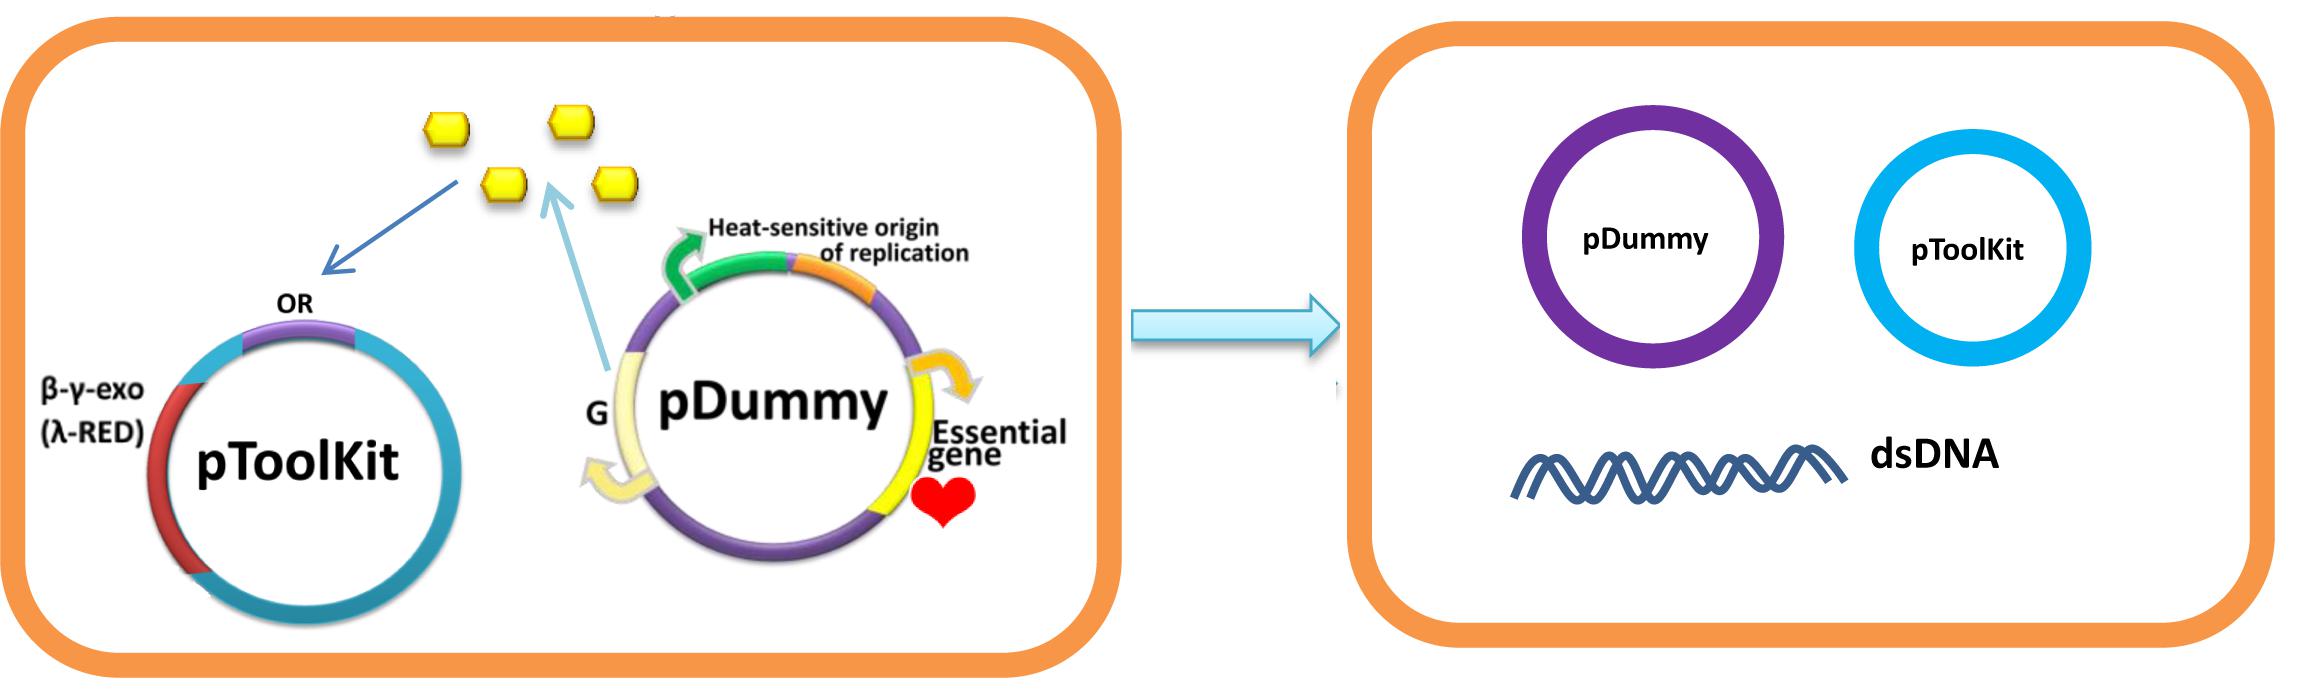 Heat-sensitive origin
of replication
OR
β-γ-exo
(λ-RED)
pToolKit
G
pDummy
Essential
gene
pDummy
pToolKit
dsDNA